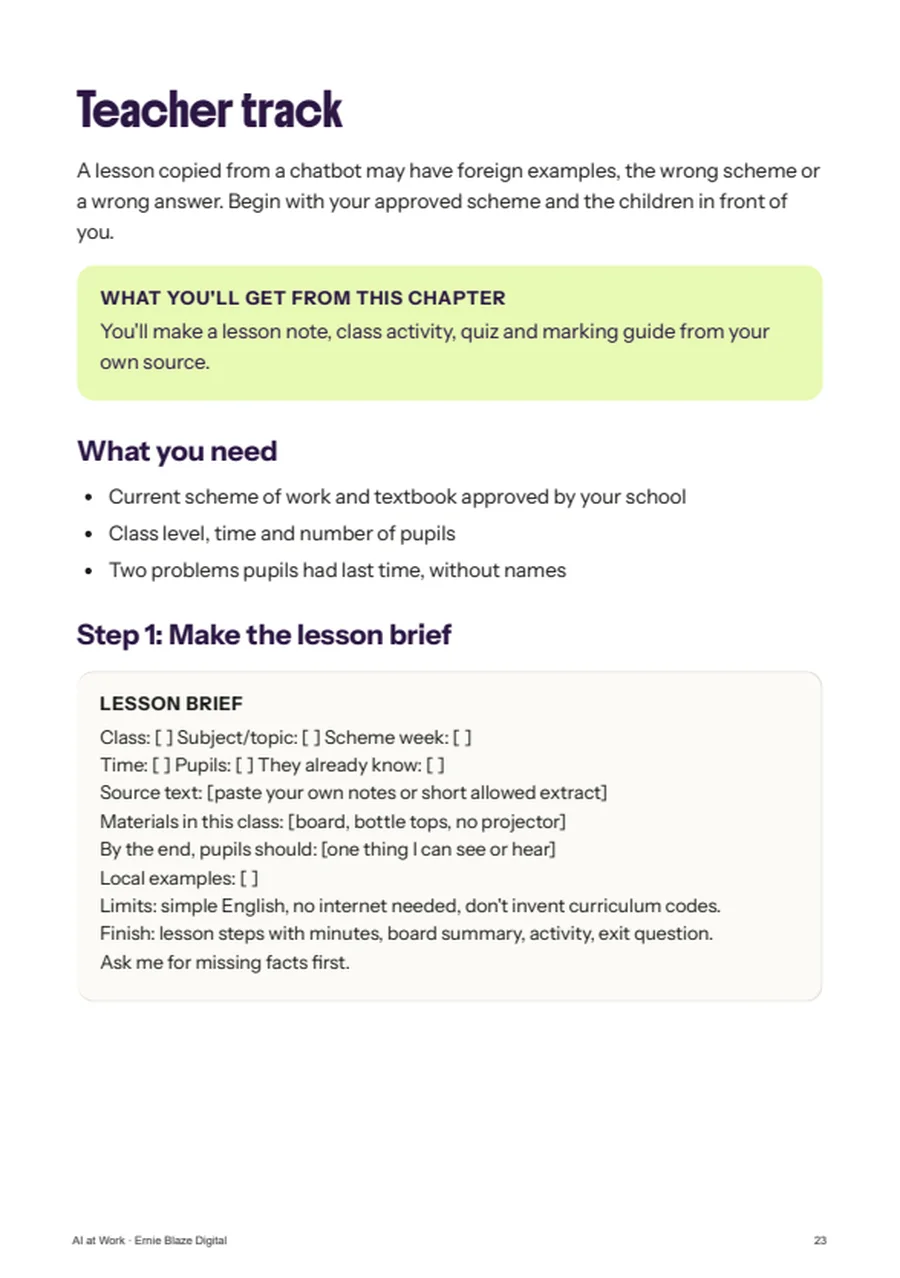 Teacher track
A lesson copied from a chatbot may have foreign examples, the wrong scheme or
a wrong answer. Begin with your approved scheme and the children in front of
you.
WHAT YOU'LL GET FROM THIS CHAPTER
You'll make a lesson note, class activity, quiz and marking guide from your
own source.
What you need
• Current scheme of work and textbook approved by your school
• Class level, time and number of pupils
• Two problems pupils had last time, without names
Step 1: Make the lesson brief
LESSON BRIEF
Class: [ ] Subject/topic: [ ] Scheme week: [ ]
Time: [ ] Pupils: [ ] They already know: [ ]
Source text: [paste your own notes or short allowed extract]
Materials in this class: [board, bottle tops, no projector]
By the end, pupils should: [one thing I can see or hear]
Local examples: [ ]
Limits: simple English, no internet needed, don't invent curriculum codes.
Finish: lesson steps with minutes, board summary, activity, exit question.
Ask me for missing facts first.
AI at Work · Ernie Blaze Digital 23